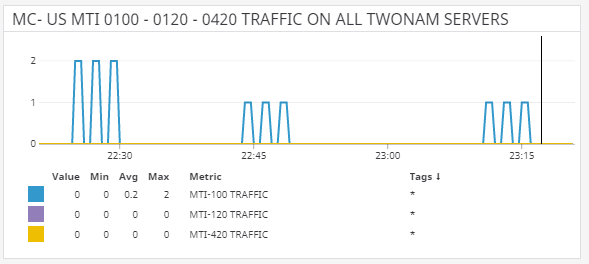 MC- US MTI 0100 - 0120 - 0420 TRAFFIC ON ALL TWONAM SERVERS
2
1
0
22:30 22:45 23:00 23:15
Value Min Avg Max Metric Tags ↓
0 0 0.2 2 MTI-100 TRAFFIC *
0 0 0 0 MTI-120 TRAFFIC *
0 0 0 0 MTI-420 TRAFFIC *